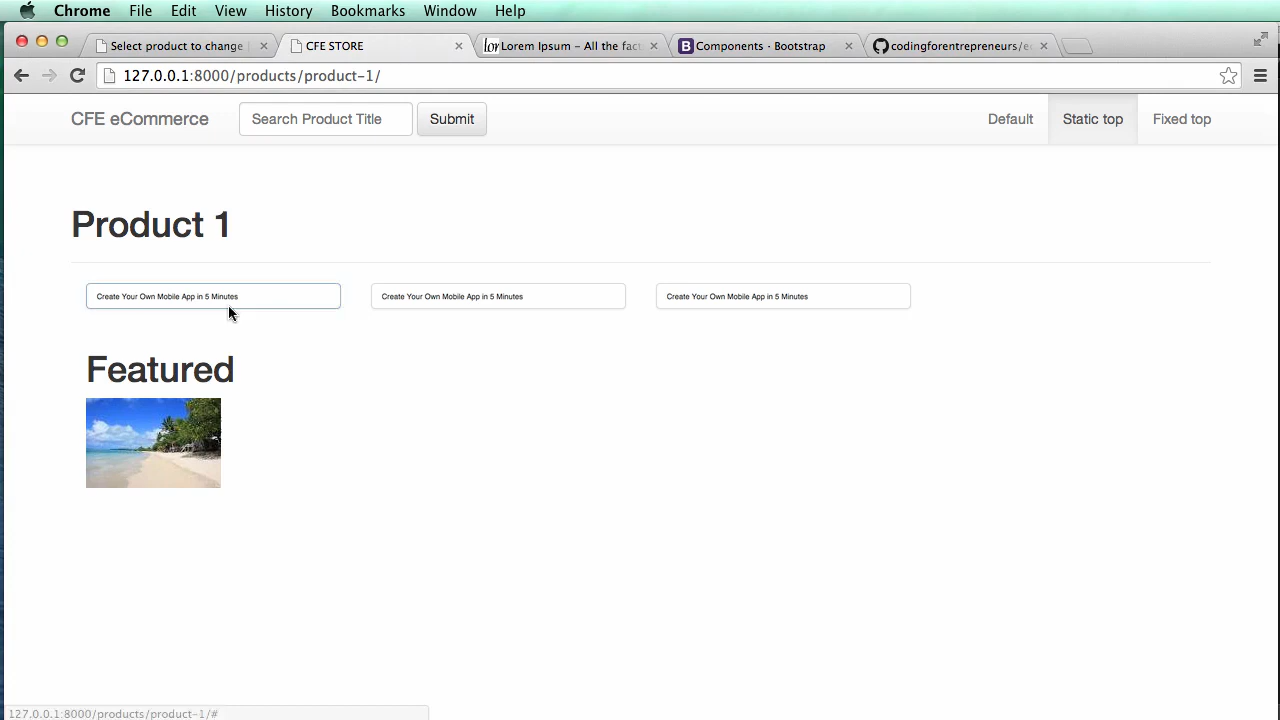 Chrome File Edit View History Bookmarks Window Help
Select product to change CFE STORE Lorem Ipsum – All the fact Components · Bootstrap codingforentrepreneurs/e
127.0.0.1:8000/products/product-1/
CFE eCommerce Search Product Title Submit Default Static top Fixed top
Product 1
Create Your Own Mobile App in 5 Minutes Create Your Own Mobile App in 5 Minutes Create Your Own Mobile App in 5 Minutes
Featured
127.0.0.1:8000/products/product-1/#